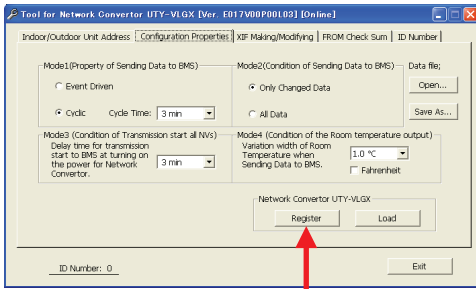 Tool for Network Convertor UTY-VLGX [Ver. E017V00P00L03] [Online]
Indoor/Outdoor Unit Address
Configuration Properties
XIF Making/Modifying
FROM Check Sum
ID Number
Mode1(Property of Sending Data to BMS)
Event Driven
Cyclic
Cycle Time:
3 min
Mode2(Condition of Sending Data to BMS)
Only Changed Data
All Data
Data file;
Open...
Save As...
Mode3 (Condition of Transmission start all NVs)
Delay time for transmission
start to BMS at turning on
the power for Network
Convertor.
3 min
Mode4 (Condition of the Room temperature output)
Variation width of Room
Temperature when
Sending Data to BMS.
1.0 °C
Fahrenheit
Network Convertor UTY-VLGX
Register
Load
ID Number: 0
Exit